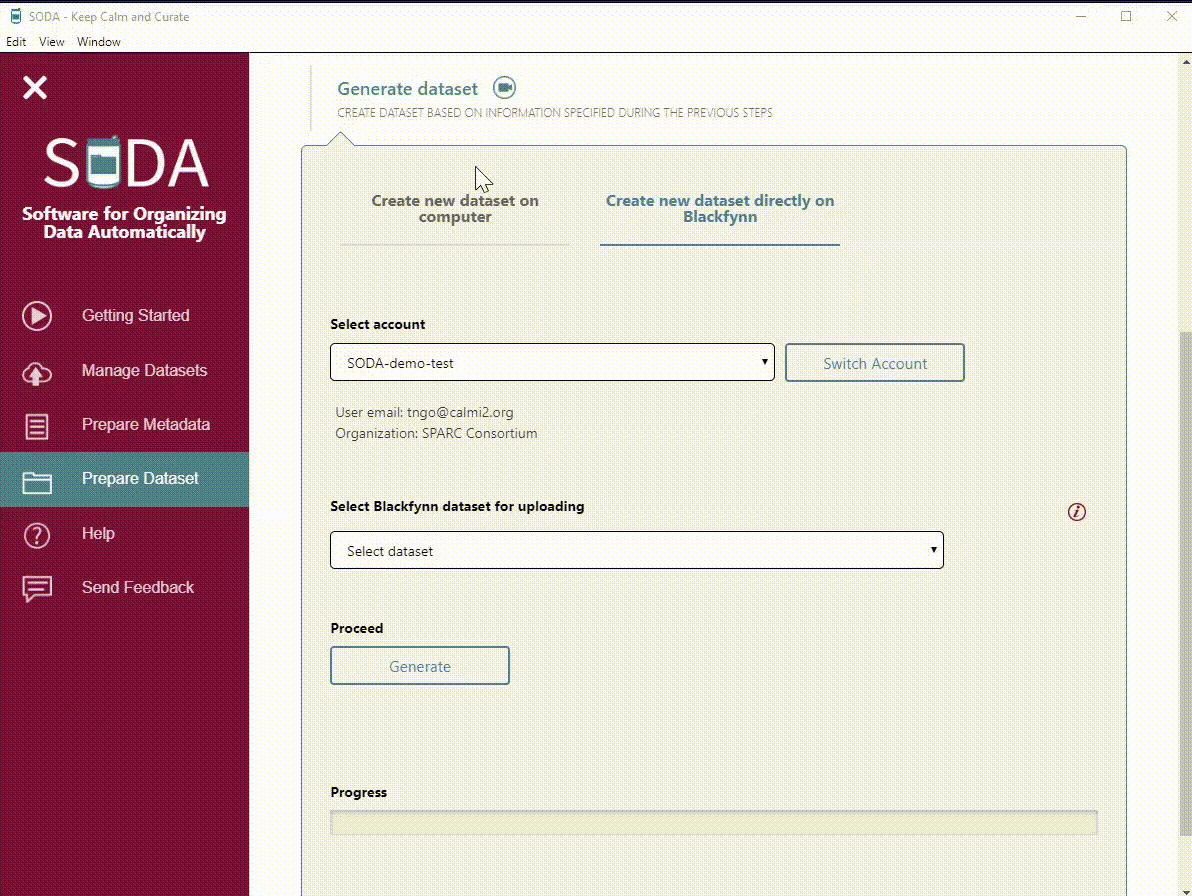 SODA - Keep Calm and Curate
Edit View Window
SODA
Software for Organizing
Data Automatically
Getting Started
Manage Datasets
Prepare Metadata
Prepare Dataset
Help
Send Feedback
Generate dataset
CREATE DATASET BASED ON INFORMATION SPECIFIED DURING THE PREVIOUS STEPS
Create new dataset on
computer
Create new dataset directly on
Blackfynn
Select account
SODA-demo-test
Switch Account
User email: tngo@calmi2.org
Organization: SPARC Consortium
Select Blackfynn dataset for uploading
i
Select dataset
Proceed
Generate
Progress